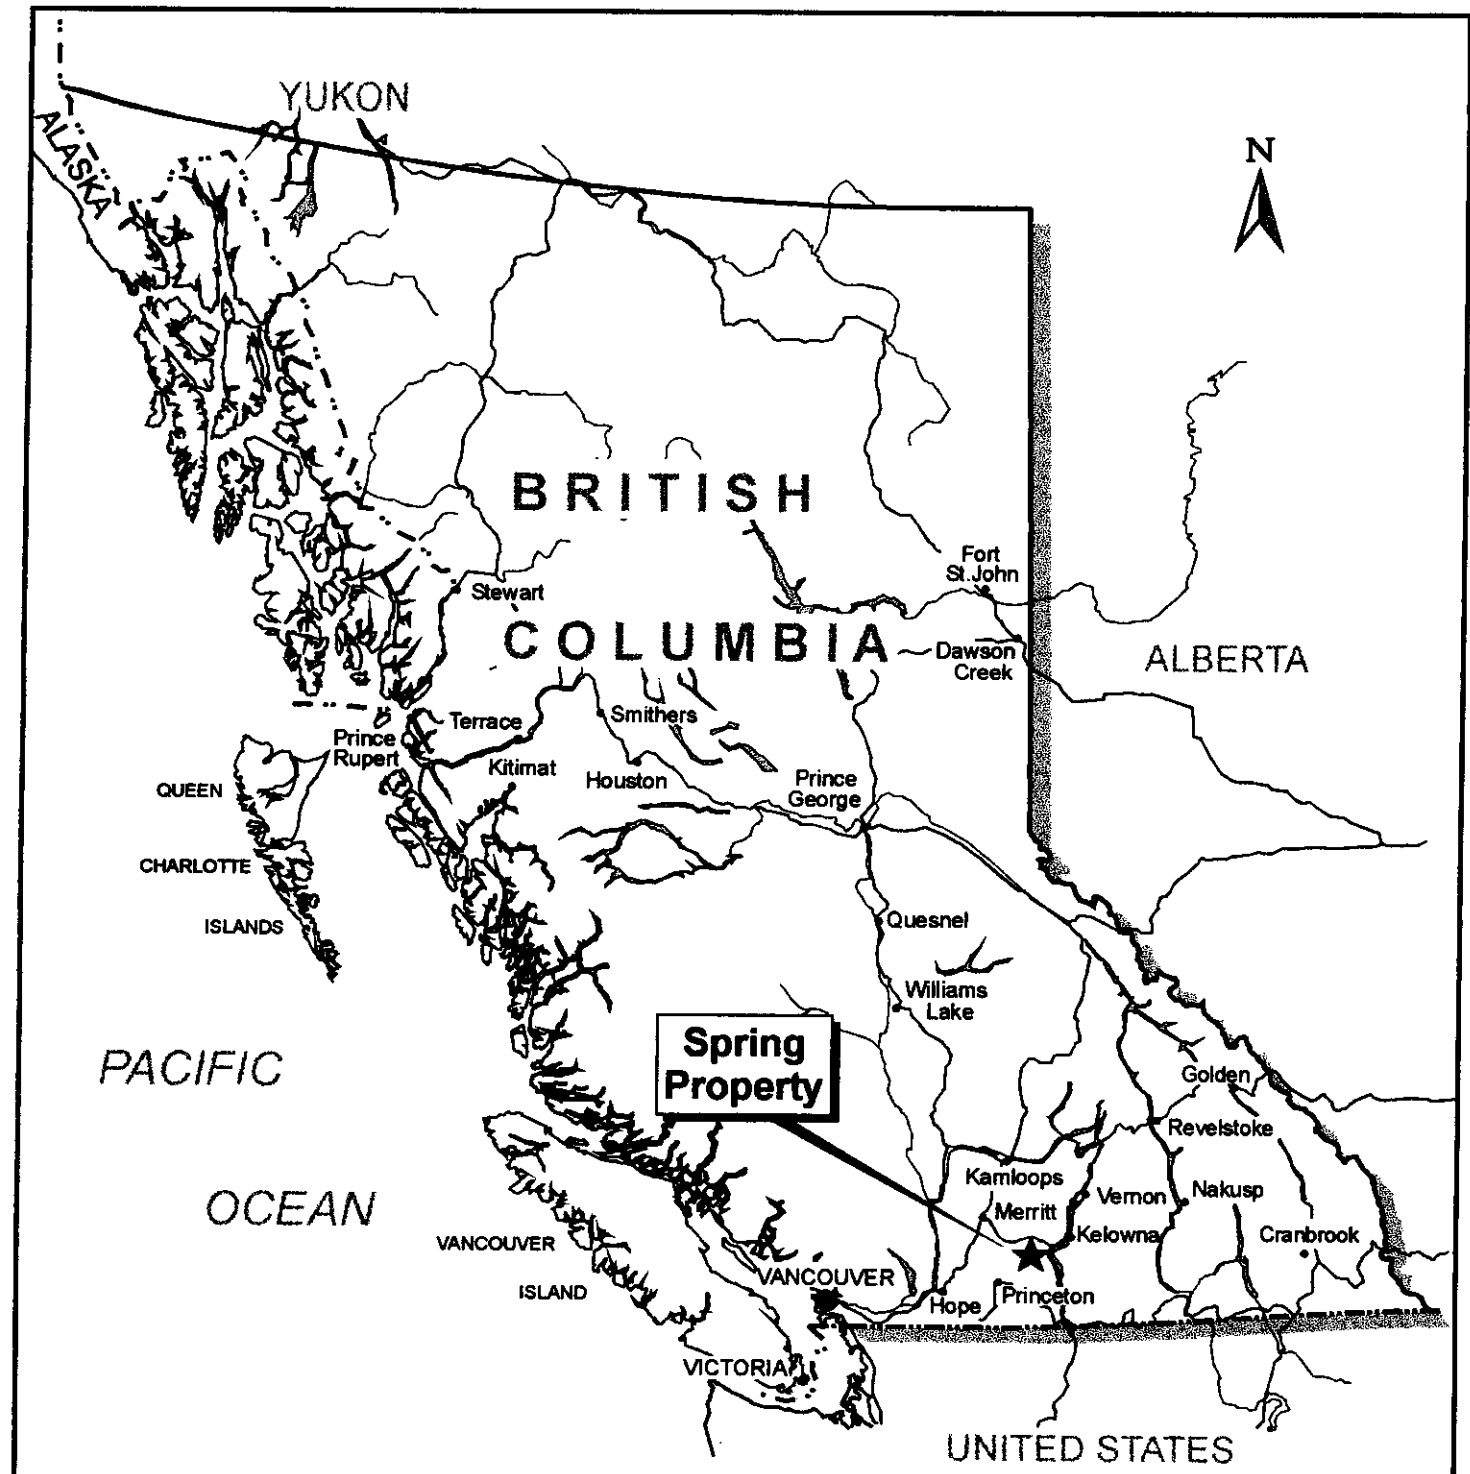 YUKON
ALASKA
N
BRITISH
Fort
St.John
Stewart
COLUMBIA
Dawson
Creek
ALBERTA
Terrace
Smithers
Prince
Rupert
Kitimat
Houston
Prince
George
QUEEN
CHARLOTTE
ISLANDS
Quesnel
Williams
Lake
Spring
Property
PACIFIC
Golden
Revelstoke
Kamloops
Vernon
Nakusp
OCEAN
Merritt
Kelowna
Cranbrook
VANCOUVER
ISLAND
VANCOUVER
Hope
Princeton
VICTORIA
UNITED STATES